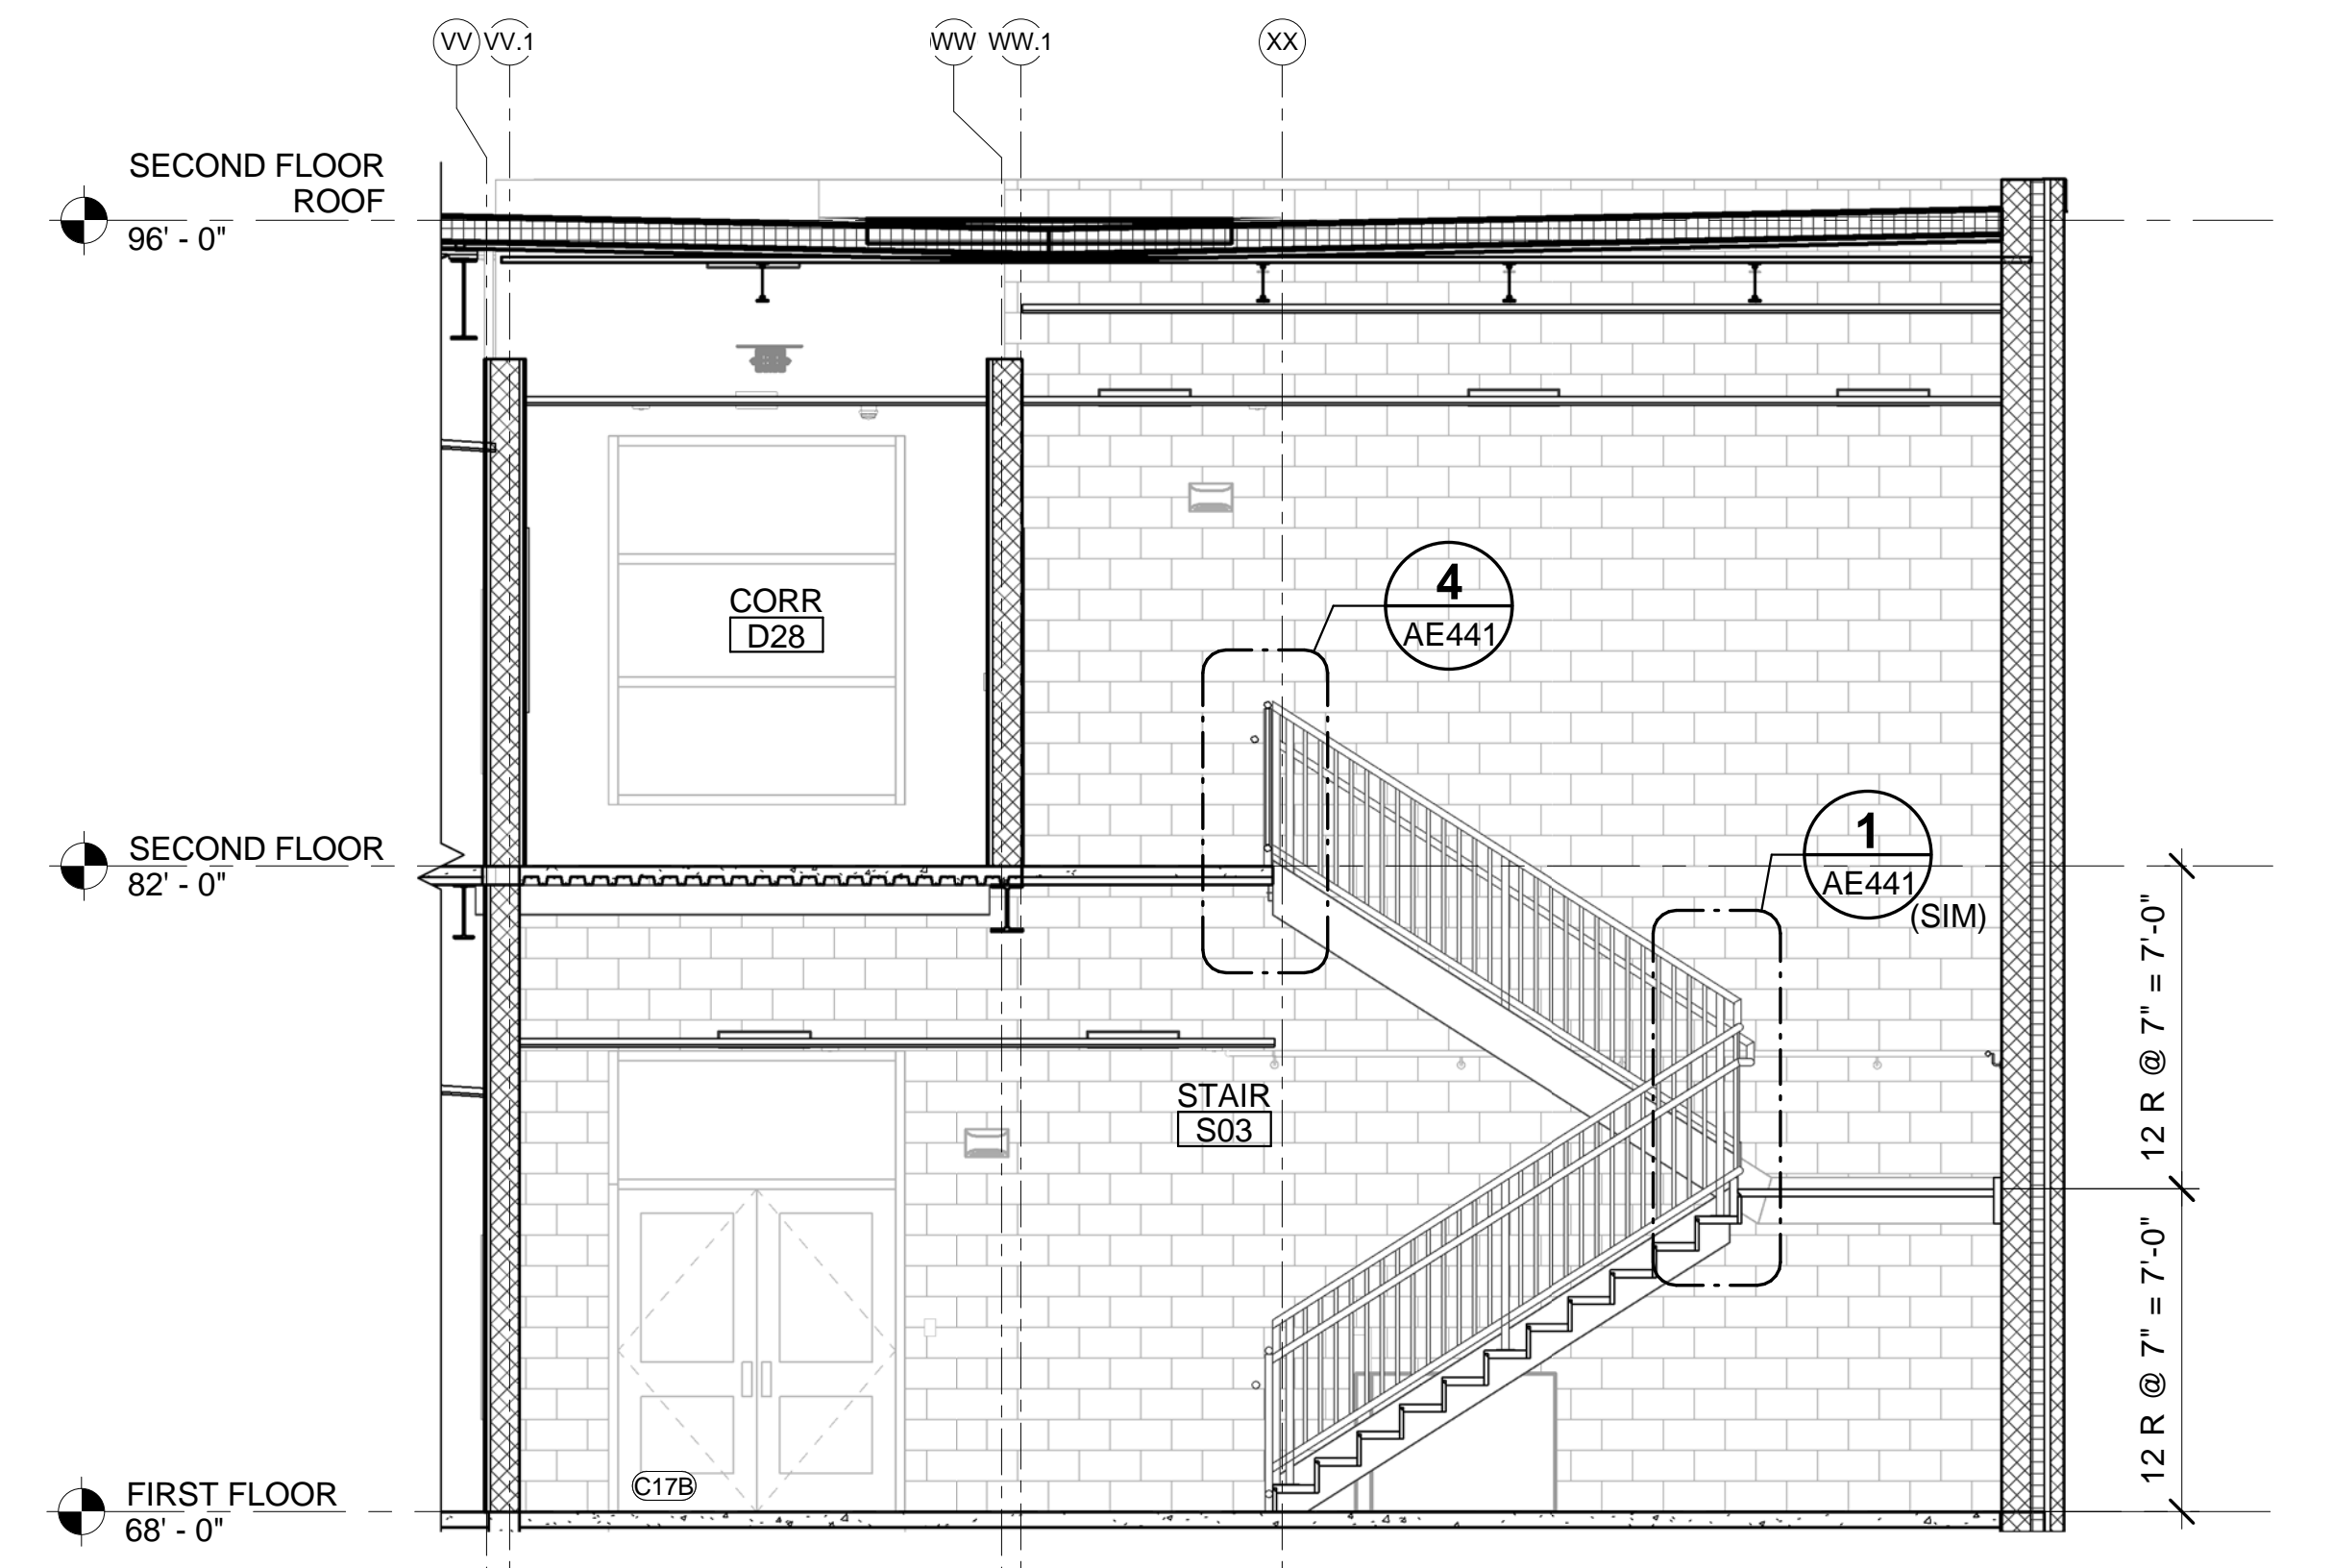 VV VV.1 WW WW.1 XX
SECOND FLOOR
ROOF
96' - 0"
CORR
D28
4
AE441
1
AE441
(SIM)
SECOND FLOOR
82' - 0"
12 R @ 7" = 7'-0"
STAIR
S03
12 R @ 7" = 7'-0"
C17B
FIRST FLOOR
68' - 0"